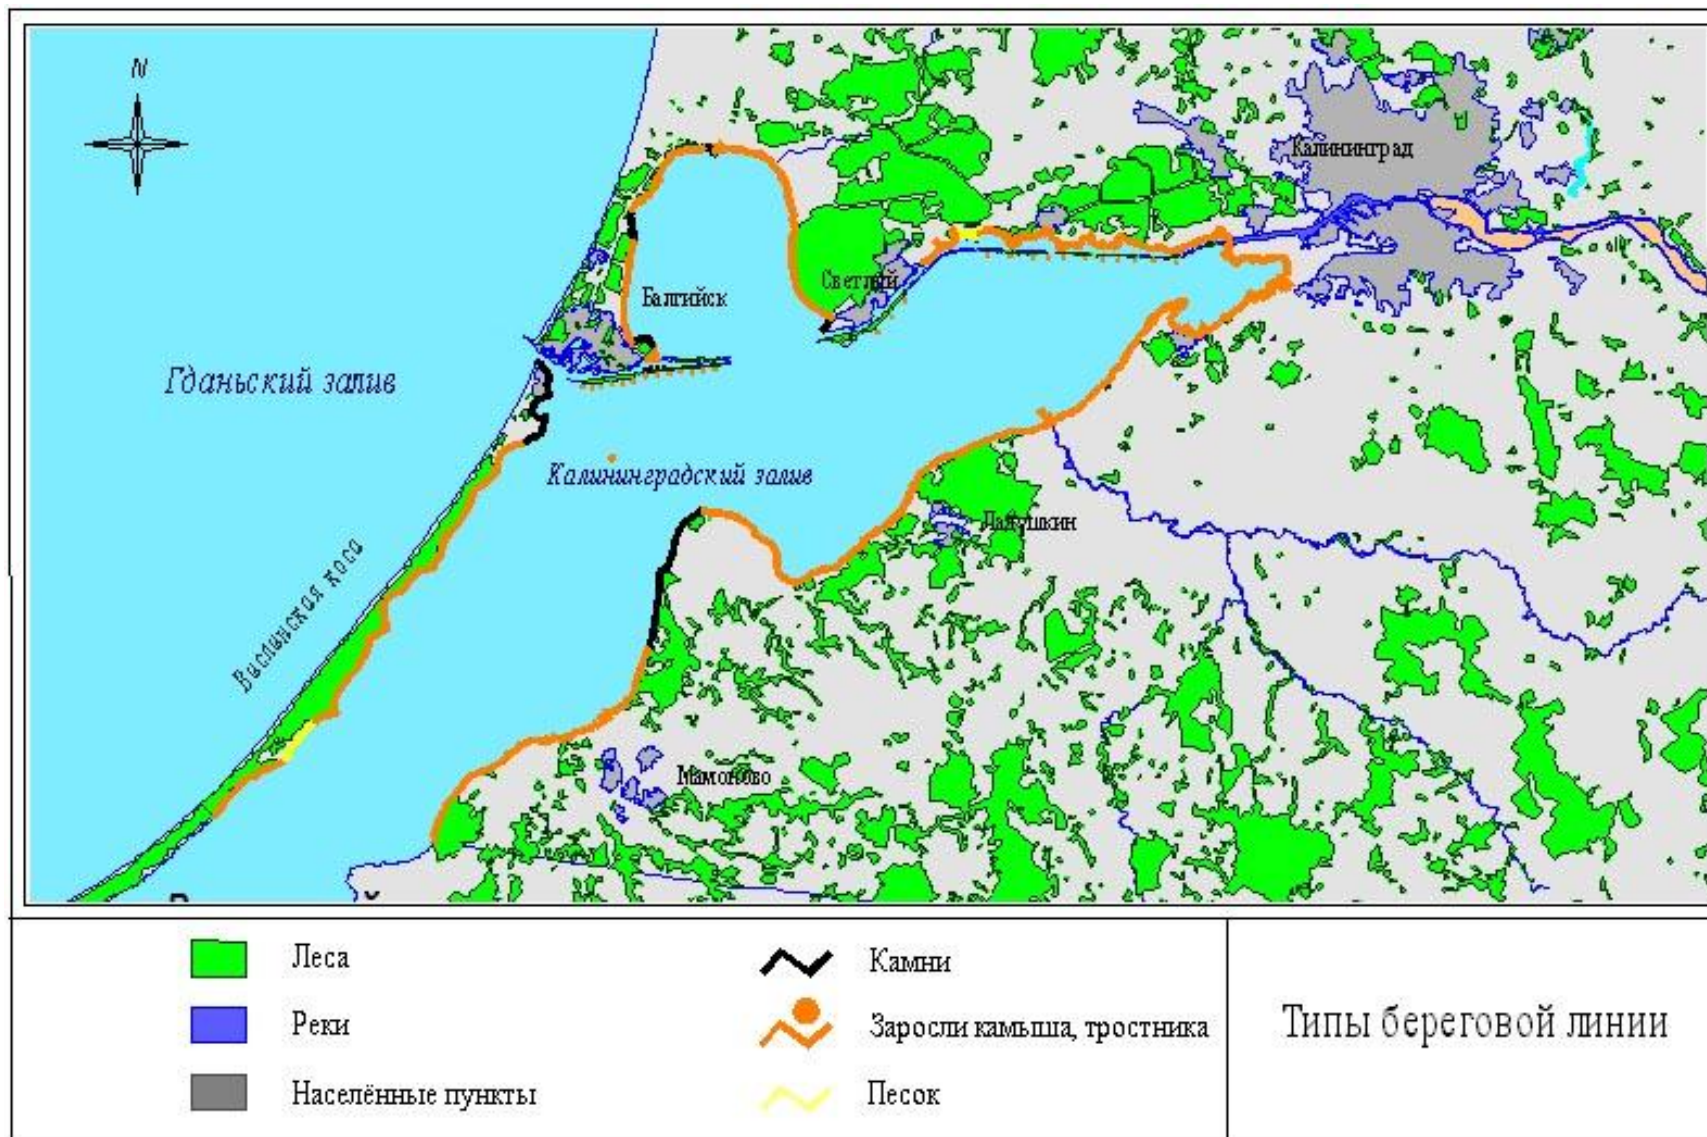 N
Калининград
Светлый
Балтийск
Гданьский залив
Калининградский залив
Ладушкин
Вислинская коса
Мамоново
Леса
Реки
Населённые пункты
Камни
Заросли камыша, тростника
Песок
Типы береговой линии